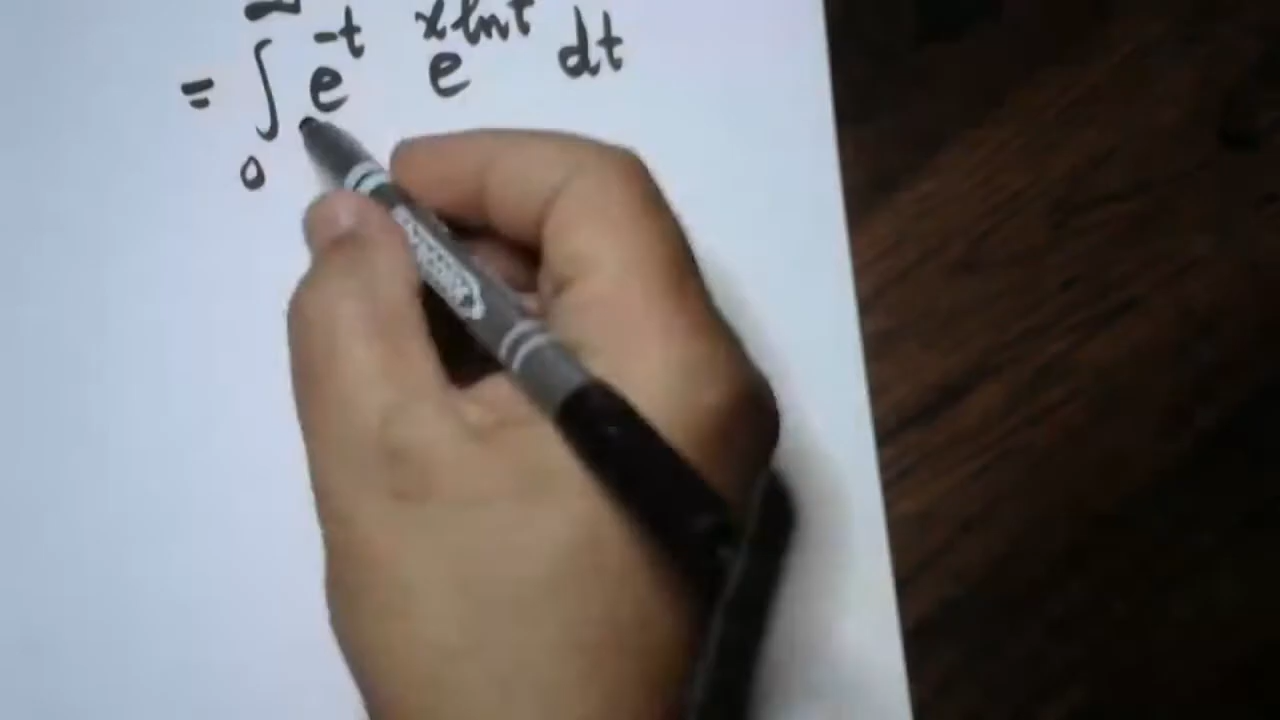 = ∫₀ e^{-t} e^{x ln t} dt